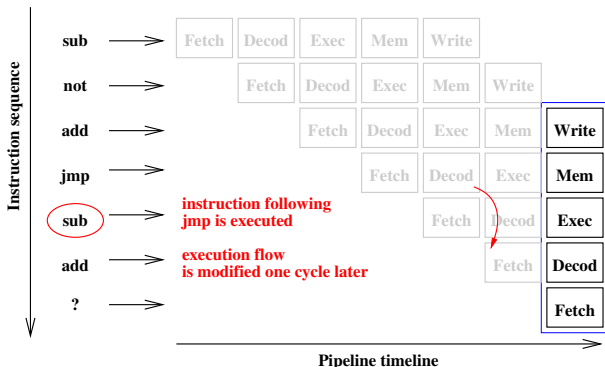 Instruction sequence
sub Fetch Decod Exec Mem Write
not Fetch Decod Exec Mem Write
add Fetch Decod Exec Mem Write
jmp Fetch Decod Exec Mem
sub instruction following
jmp is executed
Fetch Decod Exec
add execution flow
is modified one cycle later
Fetch Decod
? Fetch
Pipeline timeline